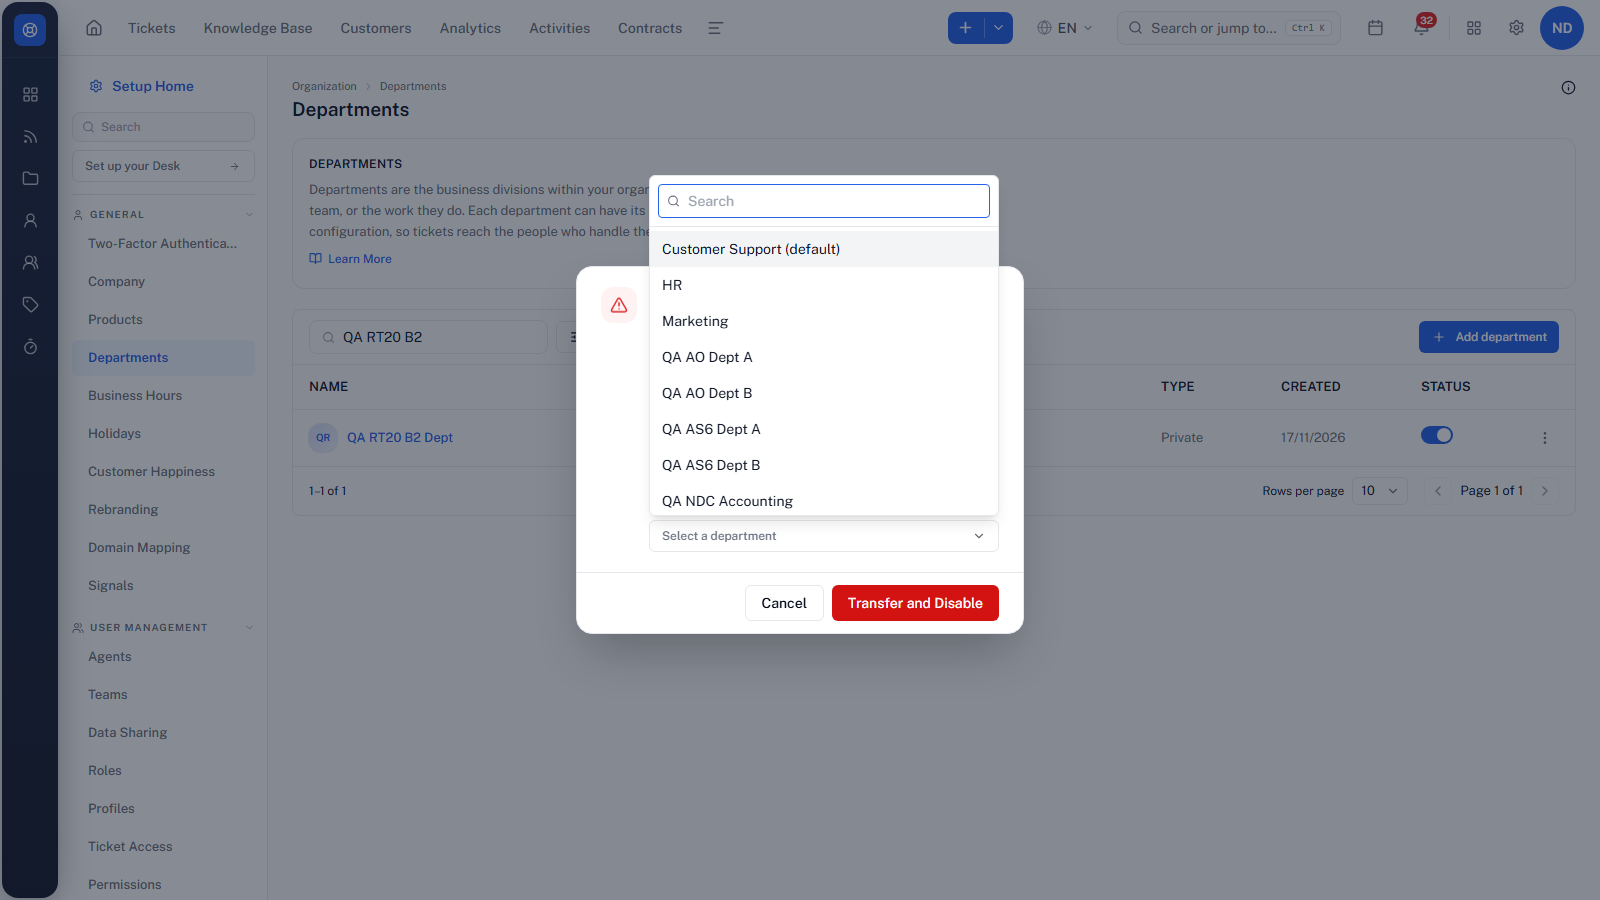 Tickets
Knowledge Base
Customers
Analytics
Activities
Contracts
EN
Search or jump to...
Ctrl K
32
ND
Setup Home
Search
Set up your Desk
GENERAL
Two-Factor Authentica...
Company
Products
Departments
Business Hours
Holidays
Customer Happiness
Rebranding
Domain Mapping
Signals
USER MANAGEMENT
Agents
Teams
Data Sharing
Roles
Profiles
Ticket Access
Permissions
Organization
Departments
Departments
DEPARTMENTS
Departments are the business divisions within your organ
team, or the work they do. Each department can have its
configuration, so tickets reach the people who handle the
Learn More
QA RT20 B2
Add department
NAME
TYPE
CREATED
STATUS
QR
QA RT20 B2 Dept
Private
17/11/2026
1–1 of 1
Rows per page
10
Page 1 of 1
Search
Customer Support (default)
HR
Marketing
QA AO Dept A
QA AO Dept B
QA AS6 Dept A
QA AS6 Dept B
QA NDC Accounting
Select a department
Cancel
Transfer and Disable